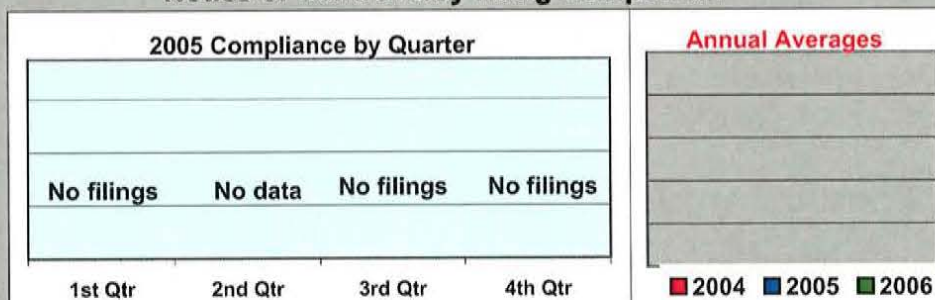 2005 Compliance by Quarter
No filings No data No filings No filings
1st Qtr 2nd Qtr 3rd Qtr 4th Qtr
Annual Averages
2004 2005 2006